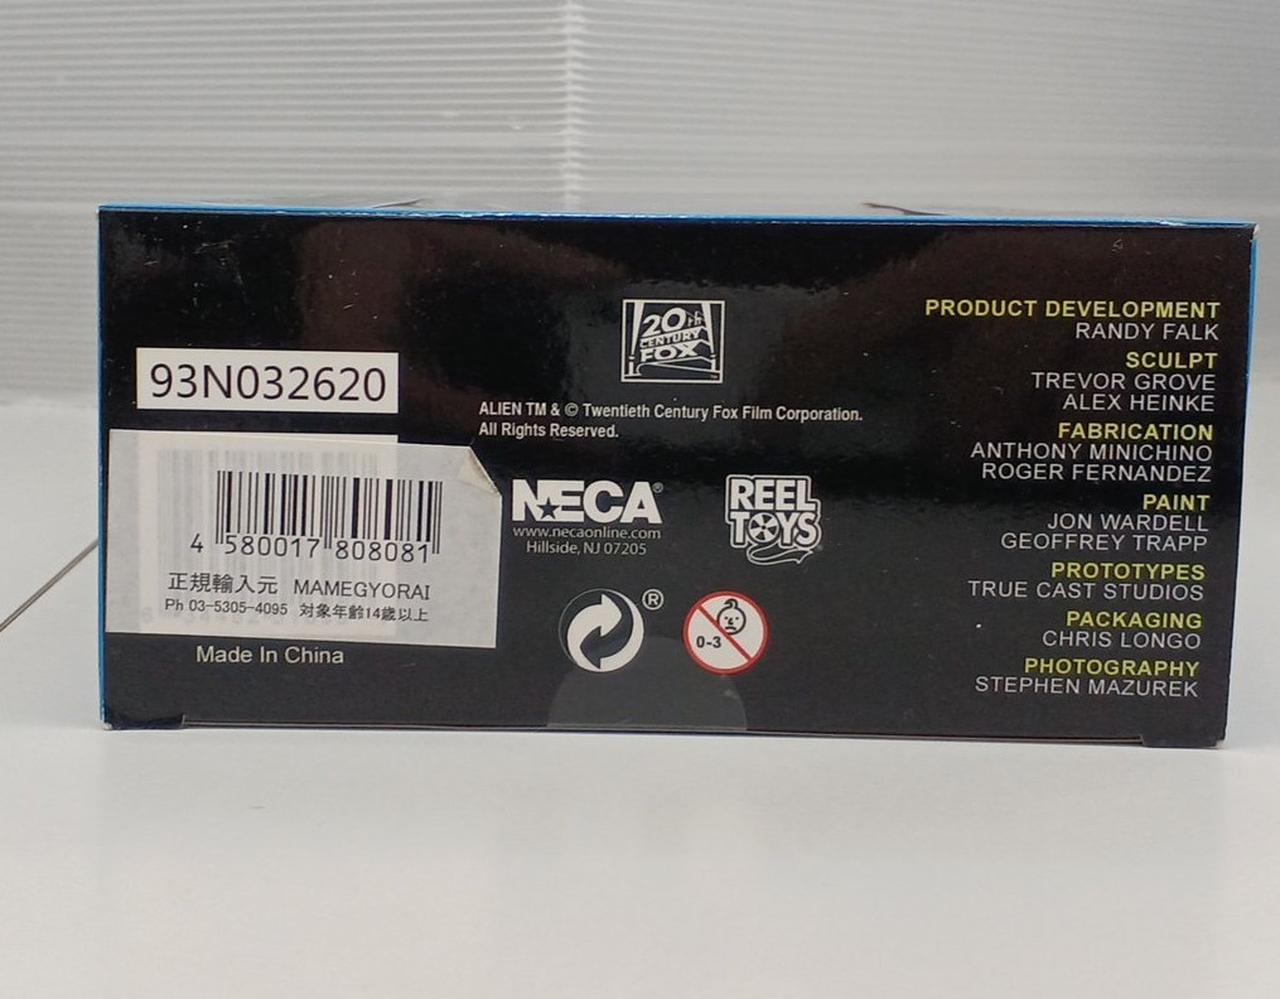 93N032620
4 580017 808081
正規輸入元 MAMEGYORAI
Ph 03-5305-4095 対象年齢14歳以上
Made In China
20th
CENTURY
FOX
ALIEN TM & © Twentieth Century Fox Film Corporation.
All Rights Reserved.
NECA®
www.necaonline.com
Hillside, NJ 07205
REEL
TOYS
®
0-3
PRODUCT DEVELOPMENT
RANDY FALK
SCULPT
TREVOR GROVE
ALEX HEINKE
FABRICATION
ANTHONY MINICHINO
ROGER FERNANDEZ
PAINT
JON WARDELL
GEOFFREY TRAPP
PROTOTYPES
TRUE CAST STUDIOS
PACKAGING
CHRIS LONGO
PHOTOGRAPHY
STEPHEN MAZUREK